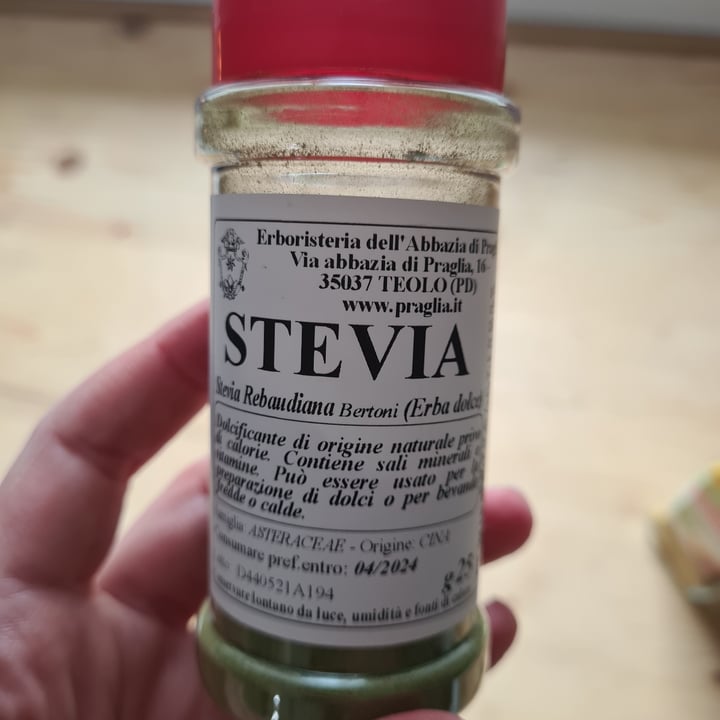 Erboristeria dell'Abbazia di
Via abbazia di Praglia, 16
35037 TEOLO (PD)
www.praglia.it
STEVIA
Stevia Rebaudiana Bertoni (Erba dolce)
Dolcificante di origine naturale
di calorie. Contiene sali minerali
vitamine. Può essere usato per
preparazione di dolci o per bevande
fredde o calde.
Famiglia: ASTERACEAE - Origine: CINA
Consumare pref.entro: 04/2024
D440521A194
g 25
lontano da luce, umidità e fonti di